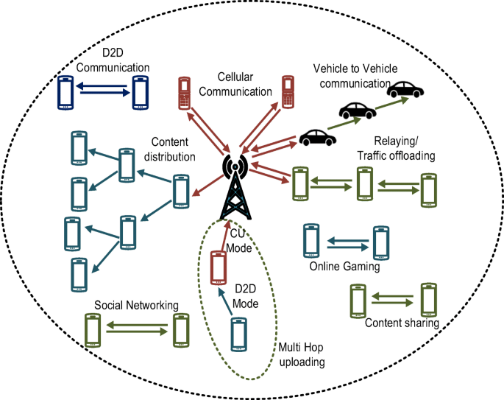 D2D
Communication
Cellular
Communication
Vehicle to Vehicle
communication
Content
distribution
Relaying/
Traffic offloading
CU
Mode
D2D
Mode
Online Gaming
Social Networking
Content sharing
Multi Hop
uploading